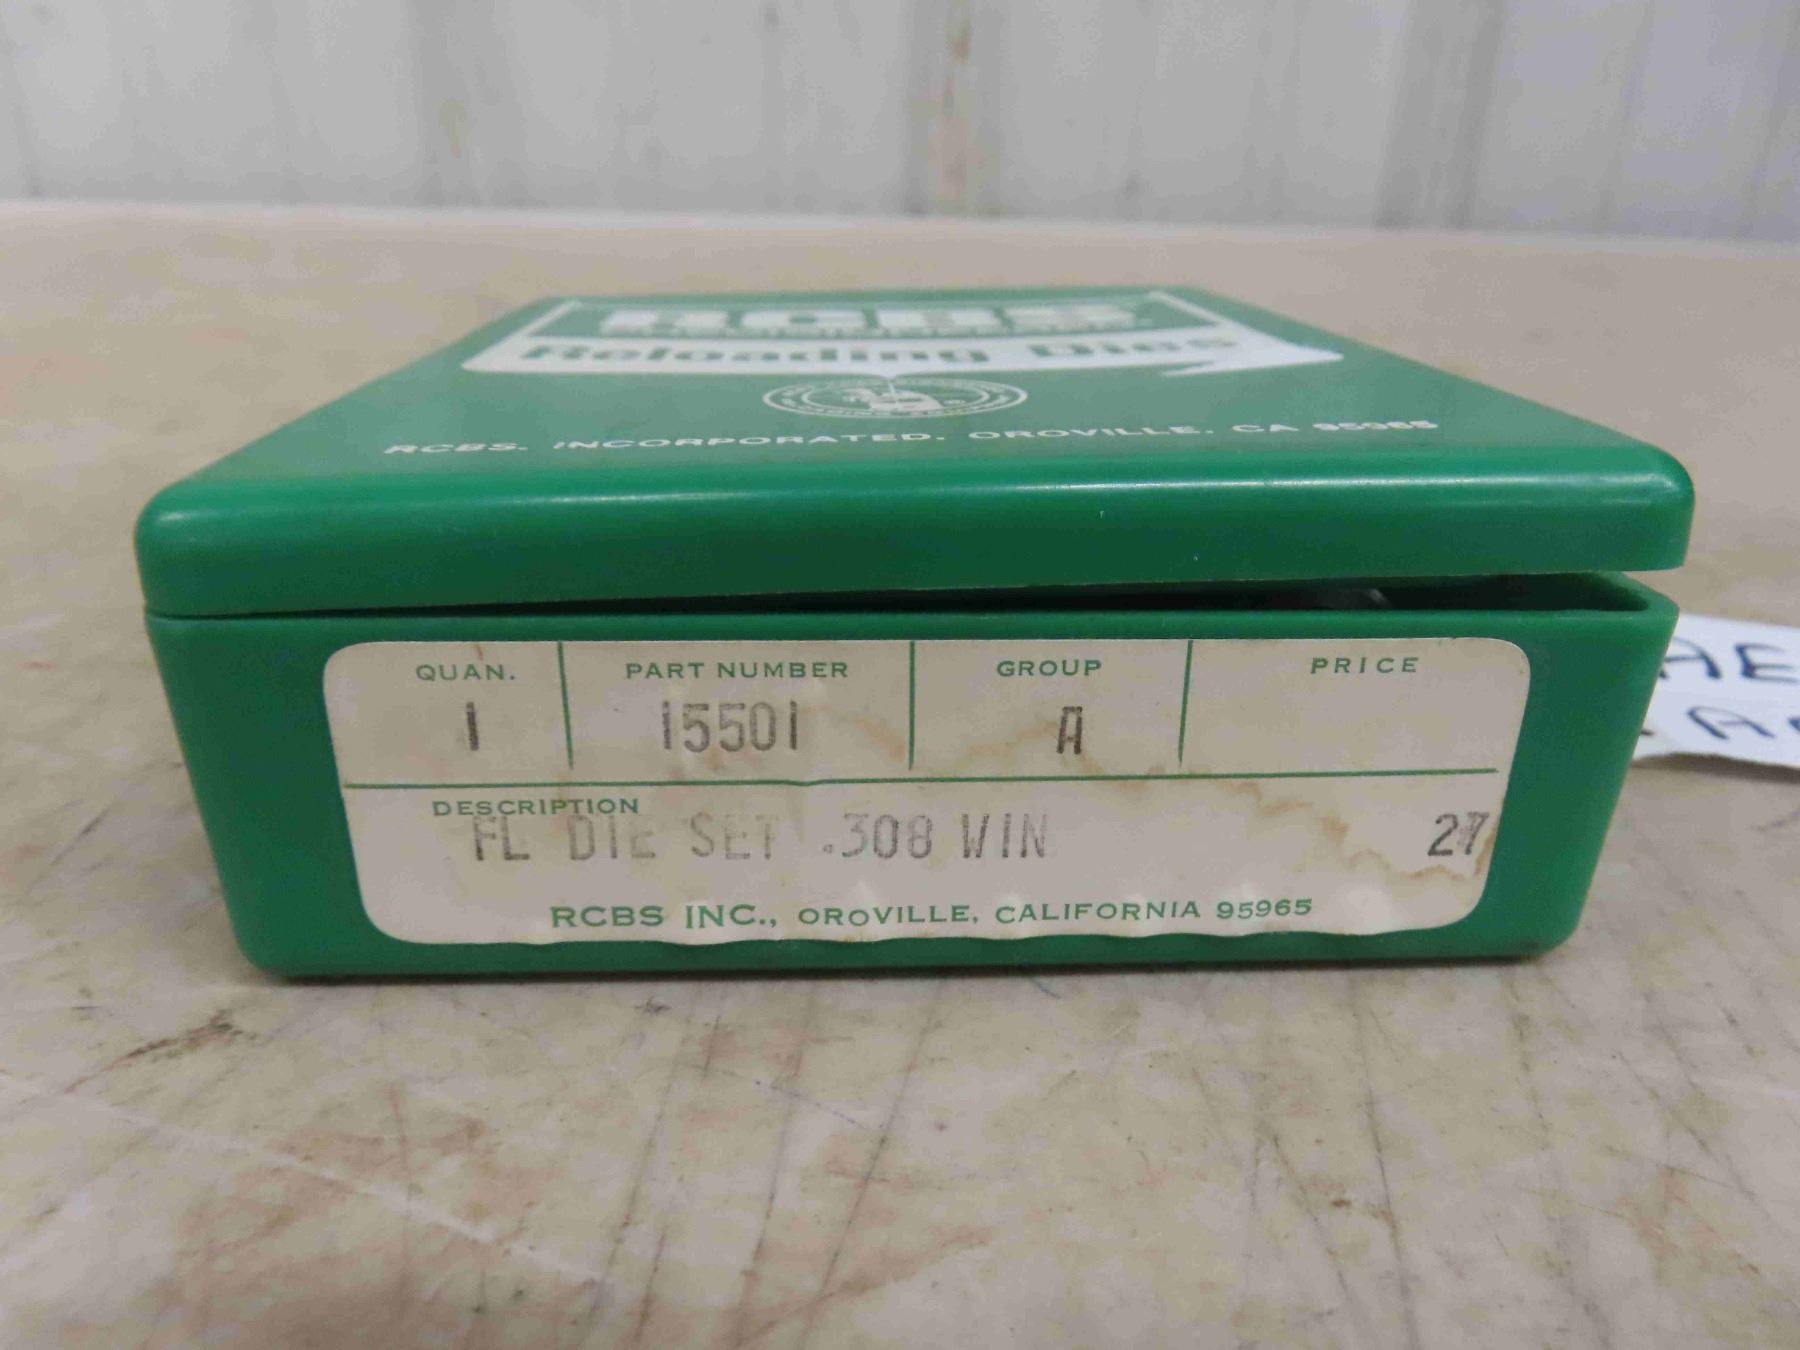 RCBS
Reloading Dies
RCBS, INCORPORATED, OROVILLE, CA 95965
QUAN. PART NUMBER GROUP PRICE
1 15501 A
DESCRIPTION
FL DIE SET .308 WIN 27
RCBS INC., OROVILLE, CALIFORNIA 95965